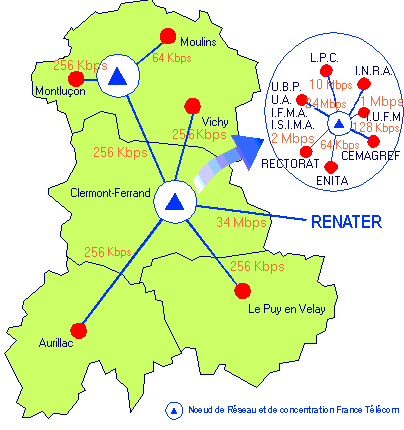 Moulins
256 Kbps
64 Kbps
Montluçon
Vichy
256 Kbps
256 Kbps
Clermont-Ferrand
34 Mbps
RENATER
256 Kbps
256 Kbps
Le Puy en Velay
Aurillac
L.P.C.
I.N.R.A.
10 Mbps
U.B.P.
U.A.
34Mbps
1 Mbps
I.F.M.A.
I.U.F.M.
I.S.I.M.A.
128 Kbps
2 Mbps
64 Kbps
CEMAGREF
RECTORAT
ENITA
Noeud de Réseau et de concentration France Télécom